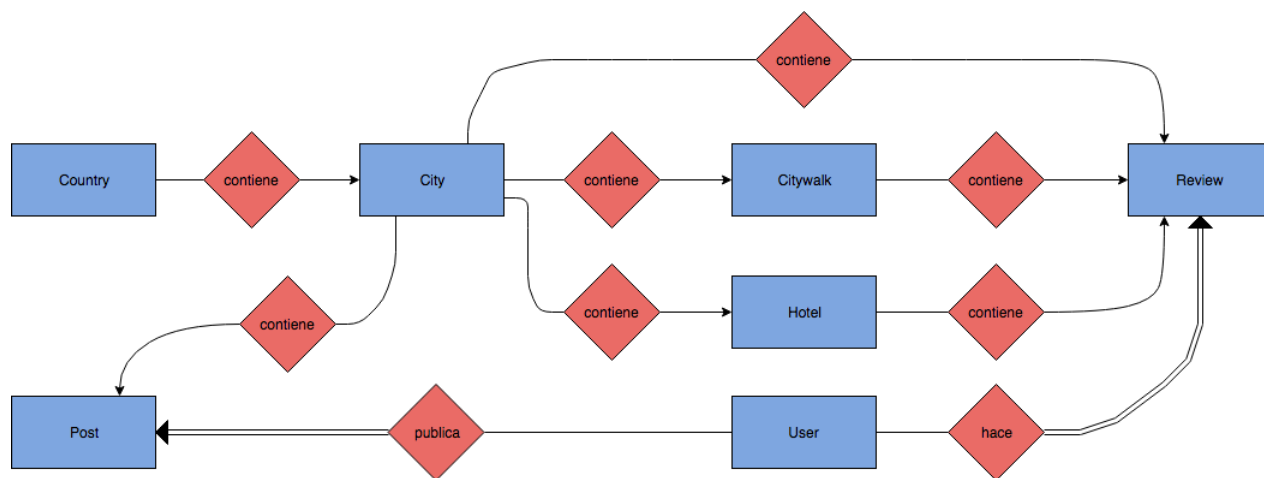 contiene
Country
contiene
City
contiene
Citywalk
contiene
Review
contiene
contiene
Hotel
contiene
Post
publica
User
hace